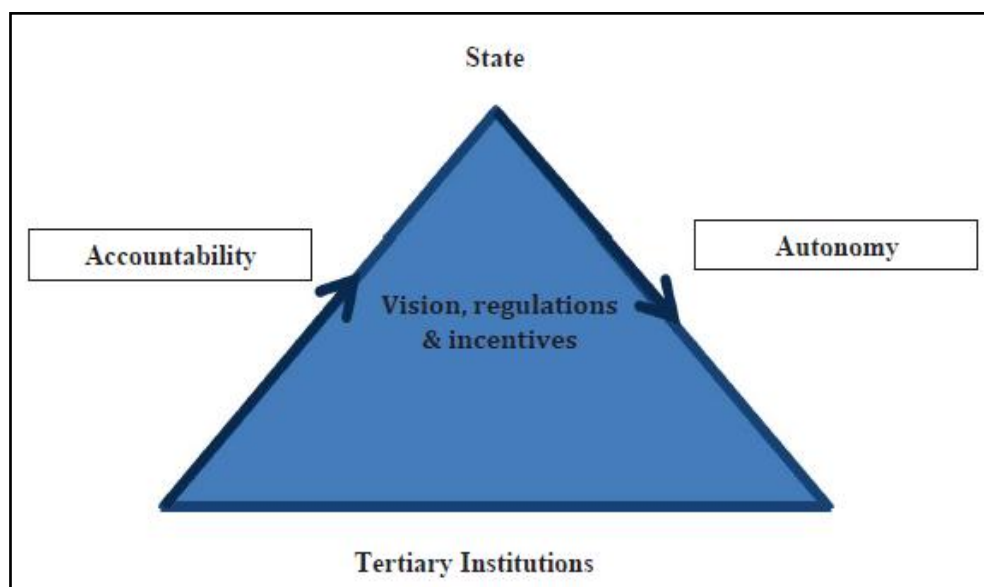 State
Accountability
Autonomy
Vision, regulations
& incentives
Tertiary Institutions